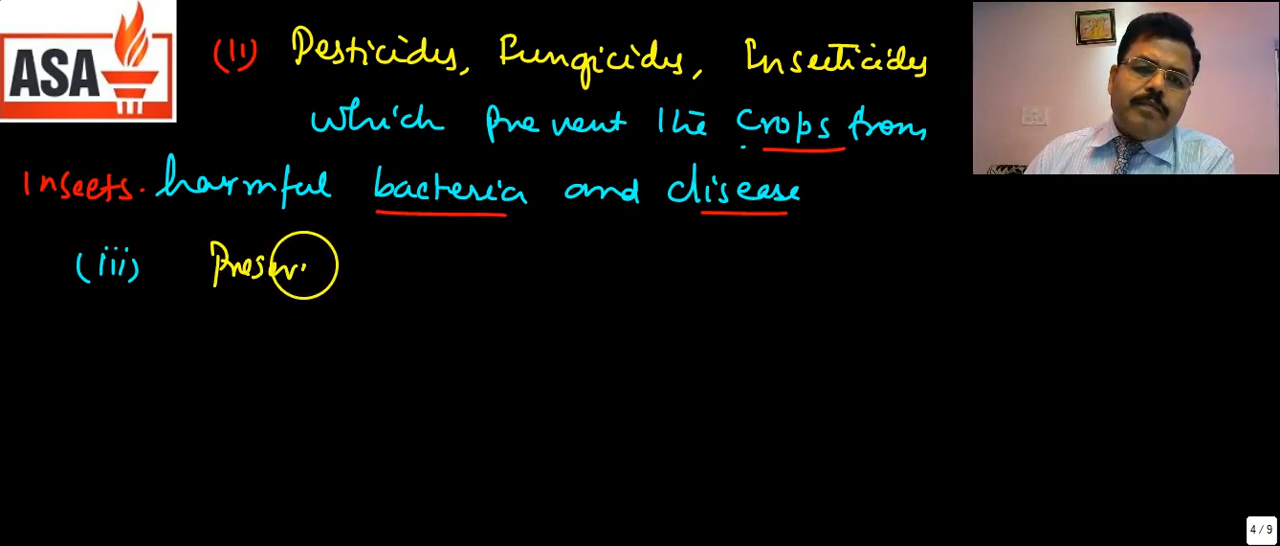 ASA
(ii) Pesticides, Fungicides, Insecticides
which prevent the crops from
Insects. harmful bacteria and disease
(iii) Preser.
4 / 9